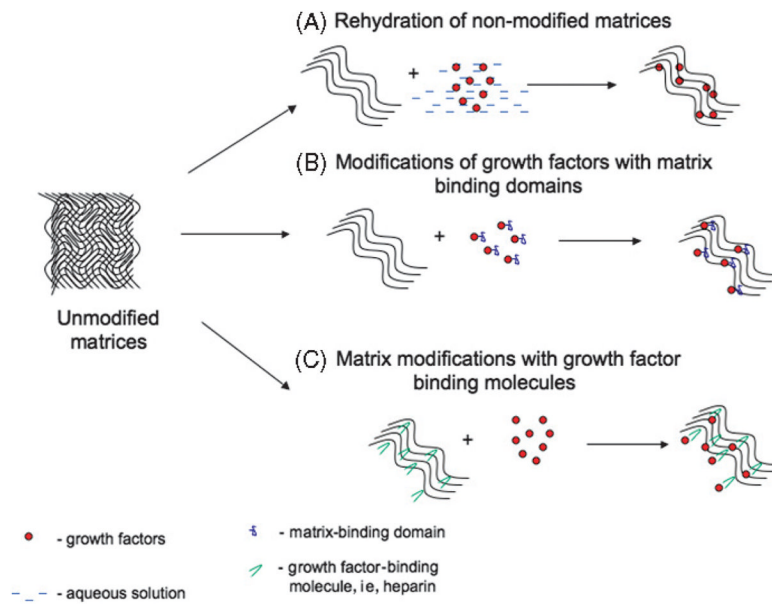 (A) Rehydration of non-modified matrices
+
(B) Modifications of growth factors with matrix
binding domains
+
Unmodified
matrices
(C) Matrix modifications with growth factor
binding molecules
+
- growth factors
- matrix-binding domain
- aqueous solution
- growth factor-binding
molecule, ie, heparin